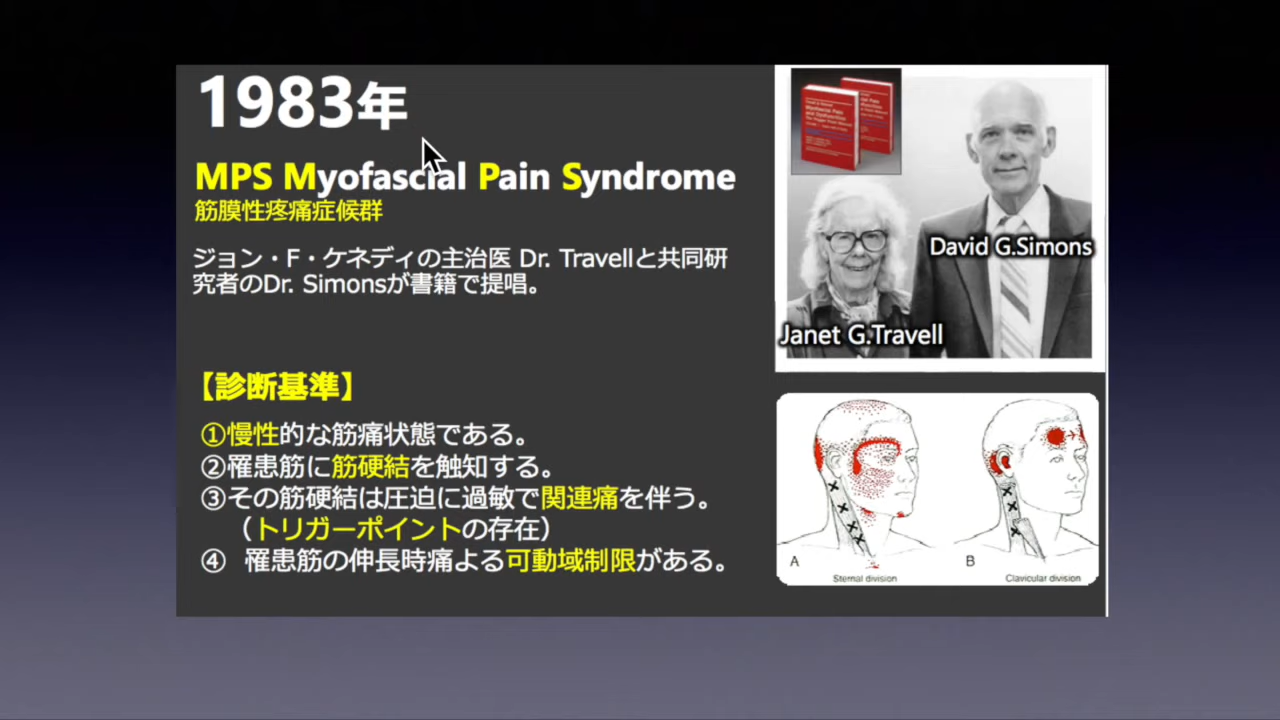 1983年
MPS Myofascial Pain Syndrome
筋膜性疼痛症候群
ジョン・F・ケネディの主治医 Dr. Travellと共同研
究者のDr. Simonsが書籍で提唱。
【診断基準】
①慢性的な筋痛状態である。
②罹患筋に筋硬結を触知する。
③その筋硬結は圧迫に過敏で関連痛を伴う。
（トリガーポイントの存在）
④ 罹患筋の伸長時痛よる可動域制限がある。
Myofascial Pain
and Dysfunction
David G.Simons
Janet G.Travell
A
Sternal division
B
Clavicular division